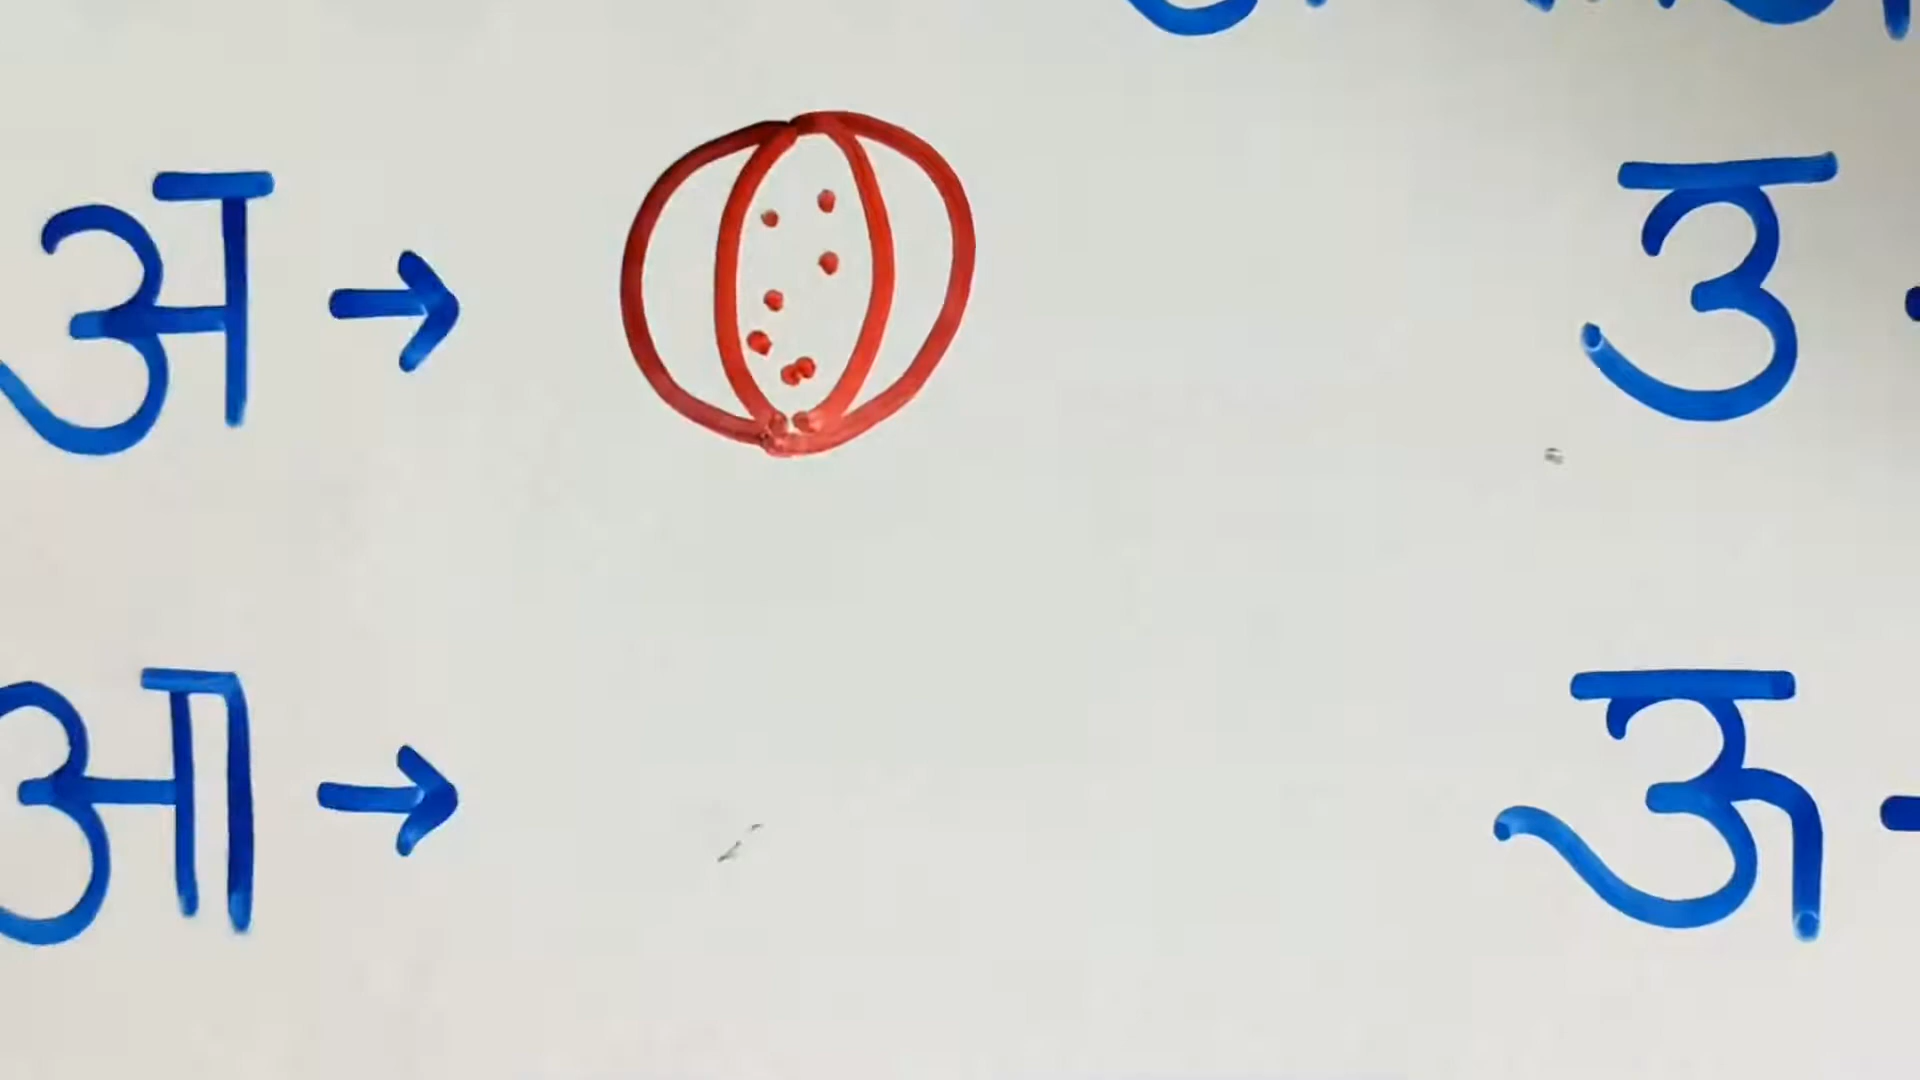 अ → उ
आ → ऊ